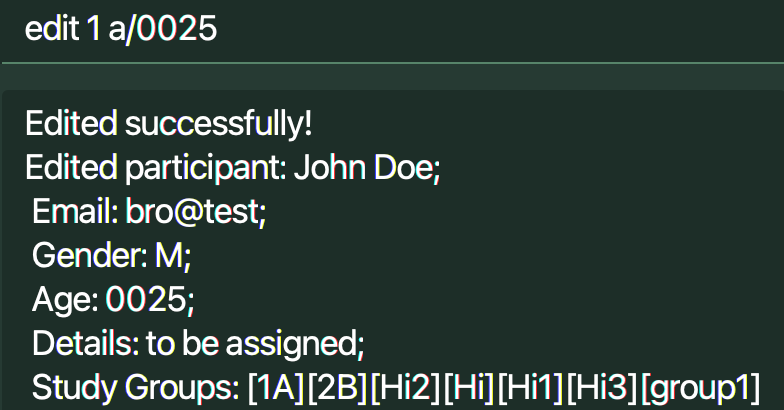 edit 1 a/0025
Edited successfully!
Edited participant: John Doe;
Email: bro@test;
Gender: M;
Age: 0025;
Details: to be assigned;
Study Groups: [1A][2B][Hi2][Hi][Hi1][Hi3][group1]